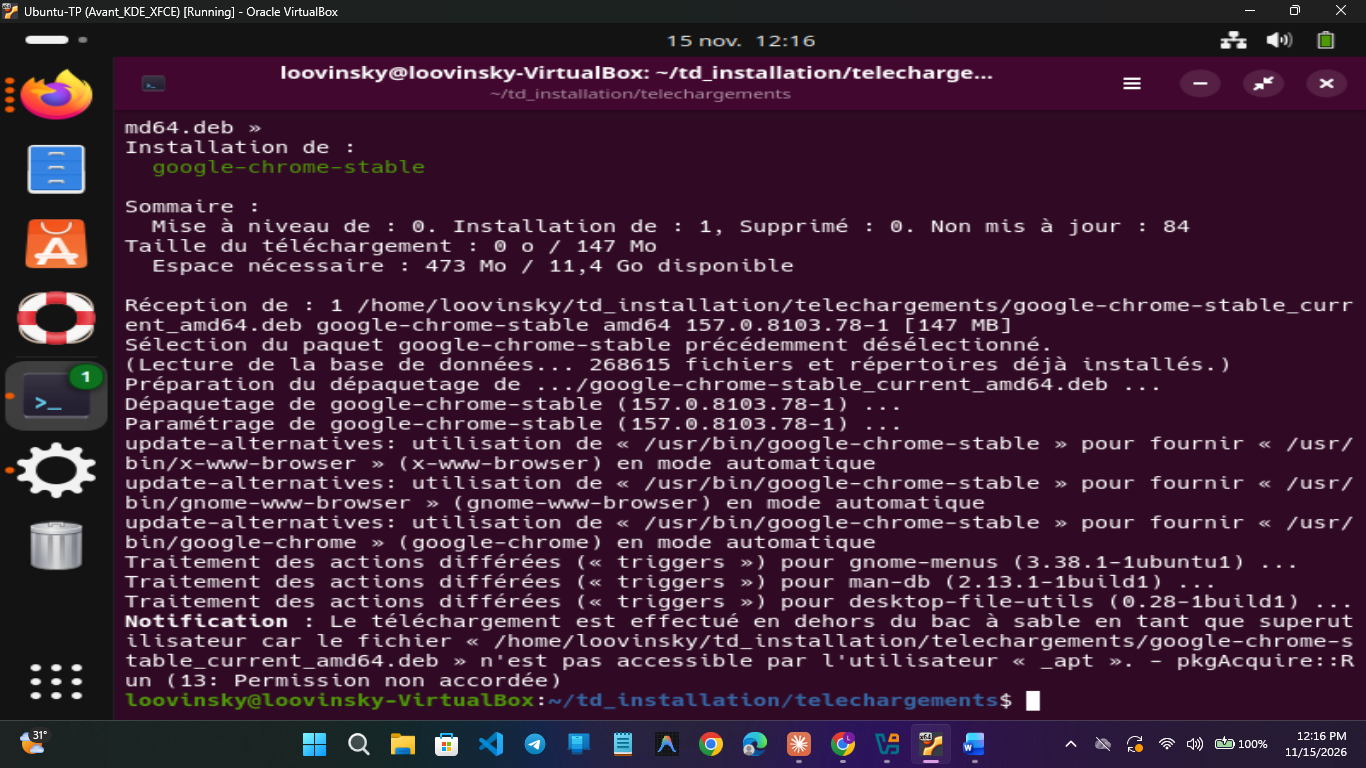 Ubuntu-TP (Avant_KDE_XFCE) [Running] - Oracle VirtualBox
15 nov.  12:16
loovinsky@loovinsky-VirtualBox: ~/td_installation/telecharge...
~/td_installation/telechargements
md64.deb »
Installation de :
  google-chrome-stable
Sommaire :
  Mise à niveau de : 0. Installation de : 1, Supprimé : 0. Non mis à jour : 84
Taille du téléchargement : 0 o / 147 Mo
  Espace nécessaire : 473 Mo / 11,4 Go disponible
Réception de : 1 /home/loovinsky/td_installation/telechargements/google-chrome-stable_curr
ent_amd64.deb google-chrome-stable amd64 157.0.8103.78-1 [147 MB]
Sélection du paquet google-chrome-stable précédemment désélectionné.
(Lecture de la base de données... 268615 fichiers et répertoires déjà installés.)
Préparation du dépaquetage de .../google-chrome-stable_current_amd64.deb ...
Dépaquetage de google-chrome-stable (157.0.8103.78-1) ...
Paramétrage de google-chrome-stable (157.0.8103.78-1) ...
update-alternatives: utilisation de « /usr/bin/google-chrome-stable » pour fournir « /usr/
bin/x-www-browser » (x-www-browser) en mode automatique
update-alternatives: utilisation de « /usr/bin/google-chrome-stable » pour fournir « /usr/
bin/gnome-www-browser » (gnome-www-browser) en mode automatique
update-alternatives: utilisation de « /usr/bin/google-chrome-stable » pour fournir « /usr/
bin/google-chrome » (google-chrome) en mode automatique
Traitement des actions différées (« triggers ») pour gnome-menus (3.38.1-1ubuntu1) ...
Traitement des actions différées (« triggers ») pour man-db (2.13.1-1build1) ...
Traitement des actions différées (« triggers ») pour desktop-file-utils (0.28-1build1) ...
Notification : Le téléchargement est effectué en dehors du bac à sable en tant que superut
ilisateur car le fichier « /home/loovinsky/td_installation/telechargements/google-chrome-s
table_current_amd64.deb » n'est pas accessible par l'utilisateur « _apt ». - pkgAcquire::R
un (13: Permission non accordée)
loovinsky@loovinsky-VirtualBox:~/td_installation/telechargements$
1
31°
100%
12:16 PM
11/15/2026